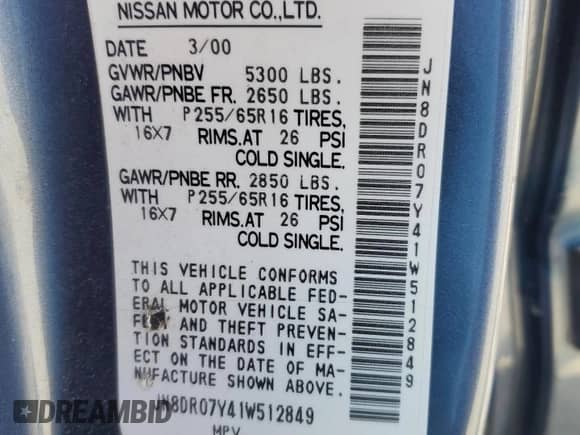 NISSAN MOTOR CO.,LTD.
DATE 3/00
GVWR/PNBV 5300 LBS.
GAWR/PNBE FR. 2650 LBS.
WITH P255/65R16 TIRES,
16X7 RIMS.AT 26 PSI
COLD SINGLE.
GAWR/PNBE RR. 2850 LBS.
WITH P255/65R16 TIRES,
16X7 RIMS.AT 26 PSI
COLD SINGLE.
THIS VEHICLE CONFORMS
TO ALL APPLICABLE FED-
ERAL MOTOR VEHICLE SA-
FETY AND THEFT PREVEN-
TION STANDARDS IN EFF-
ECT ON THE DATE OF MA-
NUFACTURE SHOWN ABOVE.
JN8DR07Y41W512849
MPV
JN8DR07Y41W512849
DREAMBID.COM